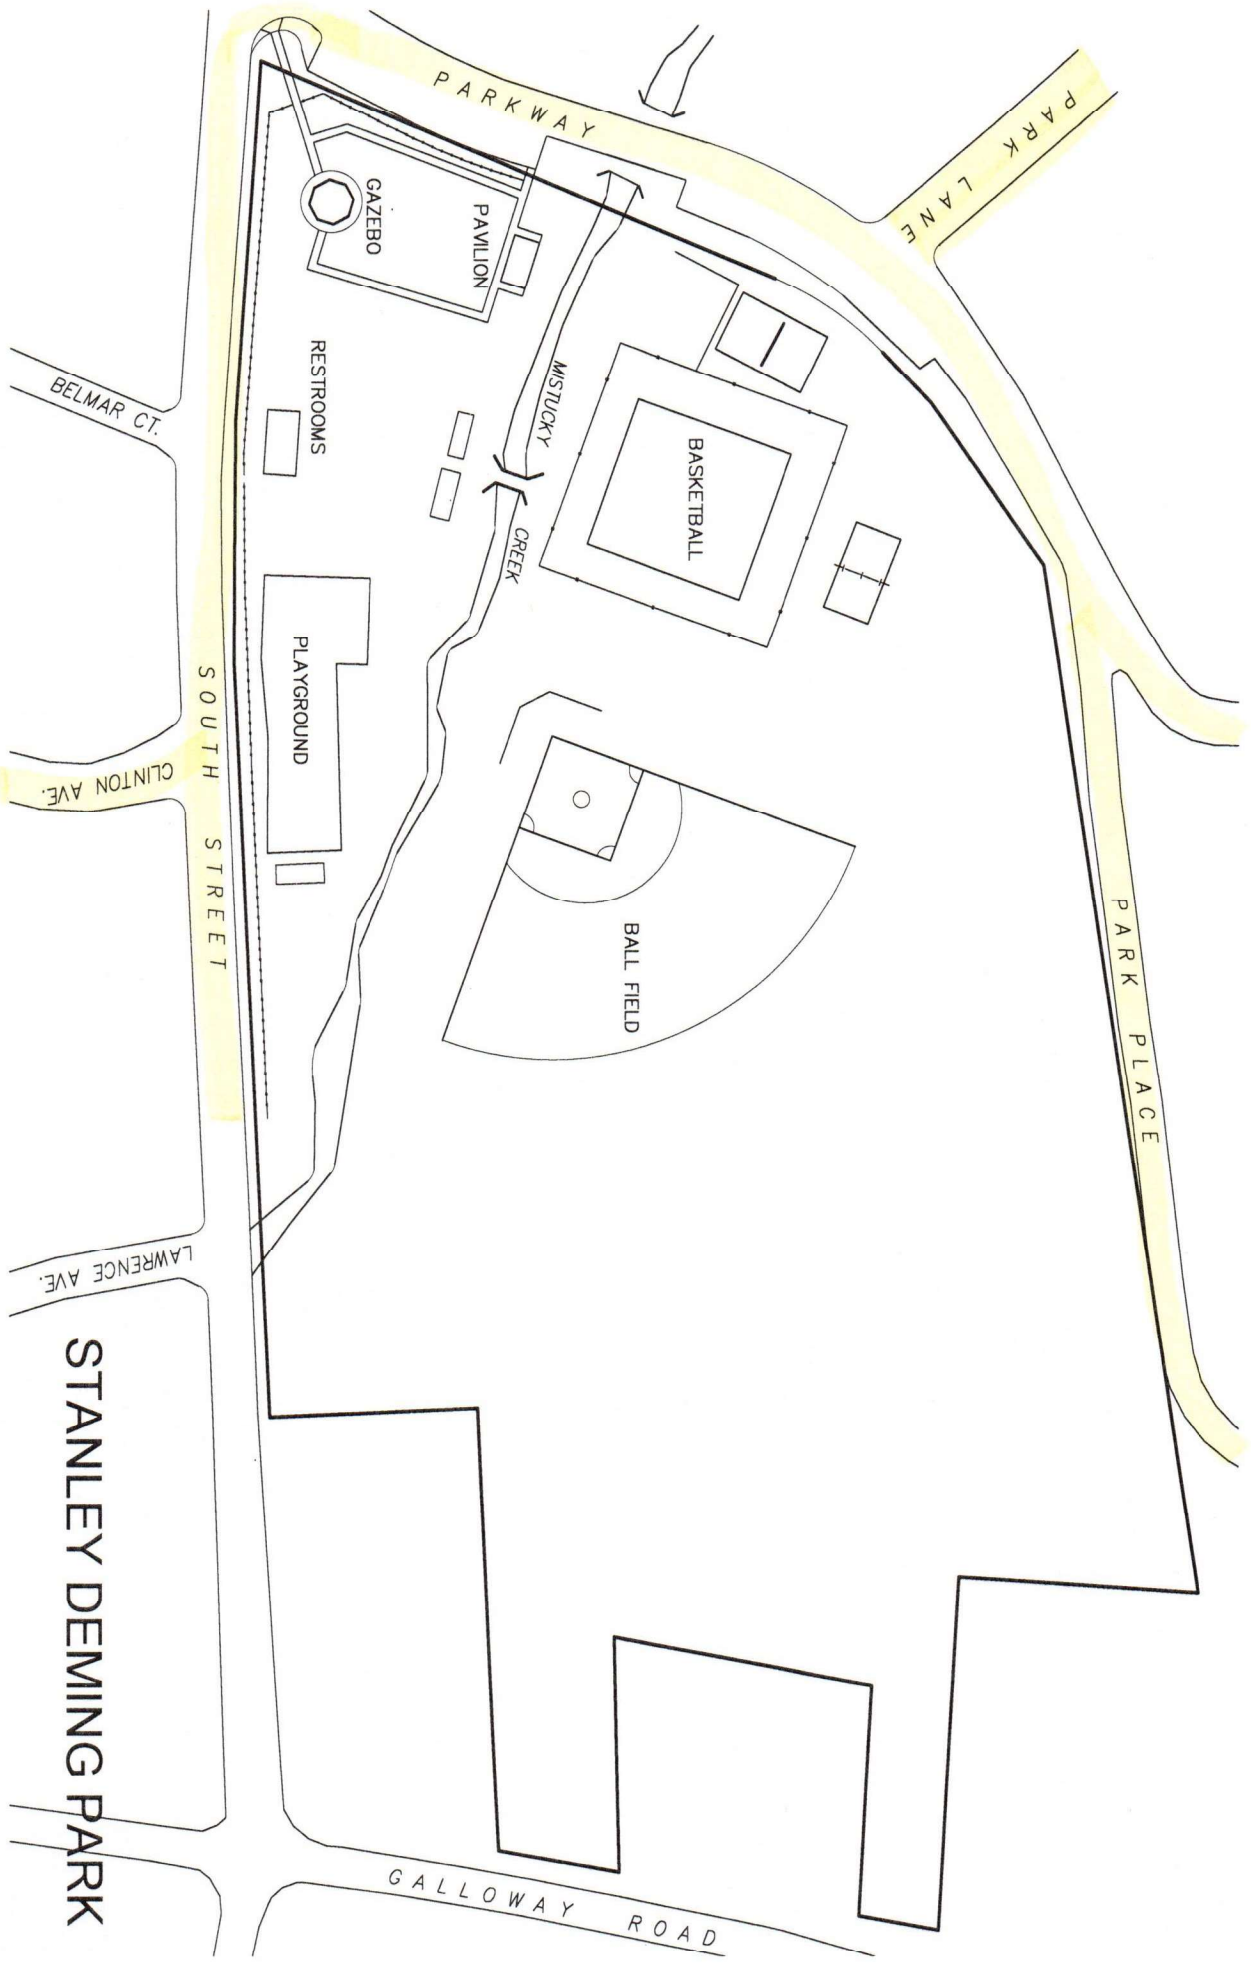 PARKWAY
PARK LANE
GAZEBO
PAVILION
RESTROOMS
MISTUCKY
CREEK
BASKETBALL
BELMAR CT.
PLAYGROUND
SOUTH STREET
CLINTON AVE.
BALL FIELD
PARK PLACE
LAWRENCE AVE.
GALLOWAY ROAD
STANLEY DEMING PARK